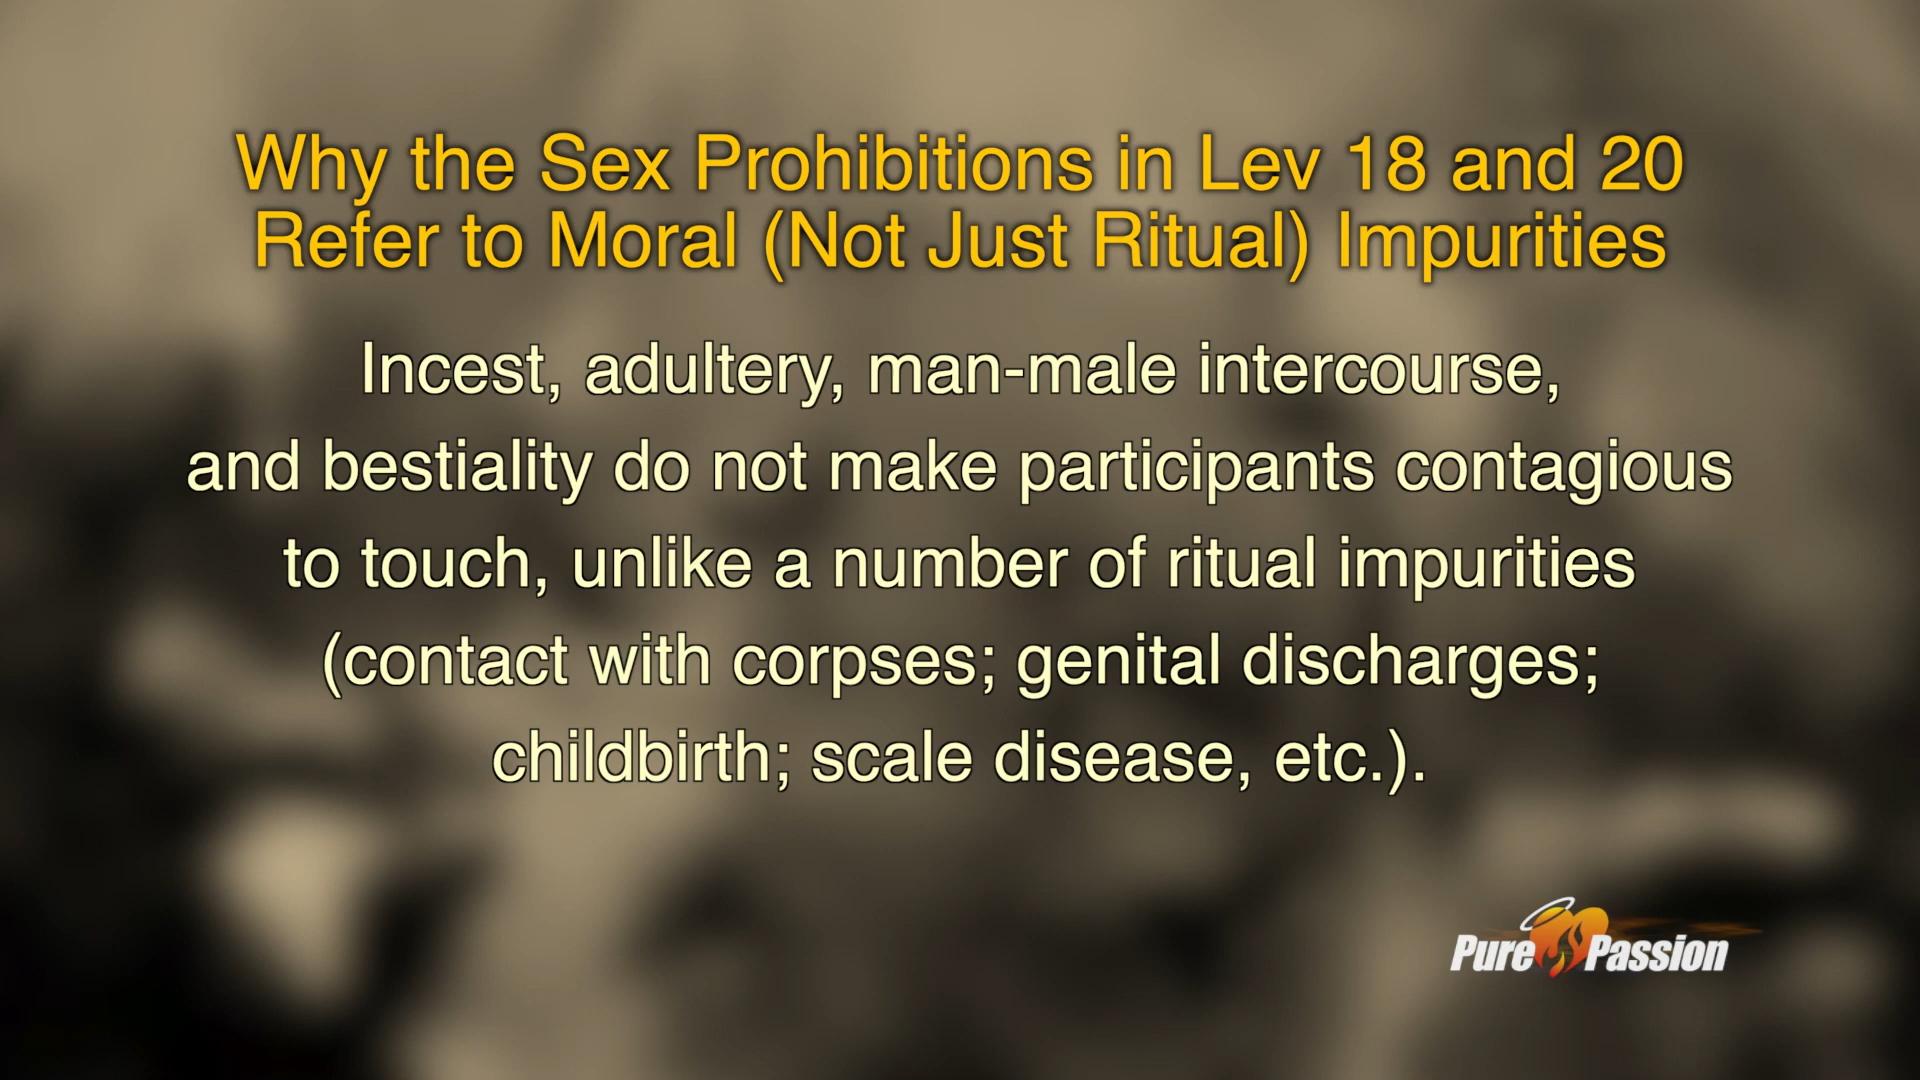 Why the Sex Prohibitions in Lev 18 and 20
Refer to Moral (Not Just Ritual) Impurities
Incest, adultery, man-male intercourse,
and bestiality do not make participants contagious
to touch, unlike a number of ritual impurities
(contact with corpses; genital discharges;
childbirth; scale disease, etc.).
Pure Passion